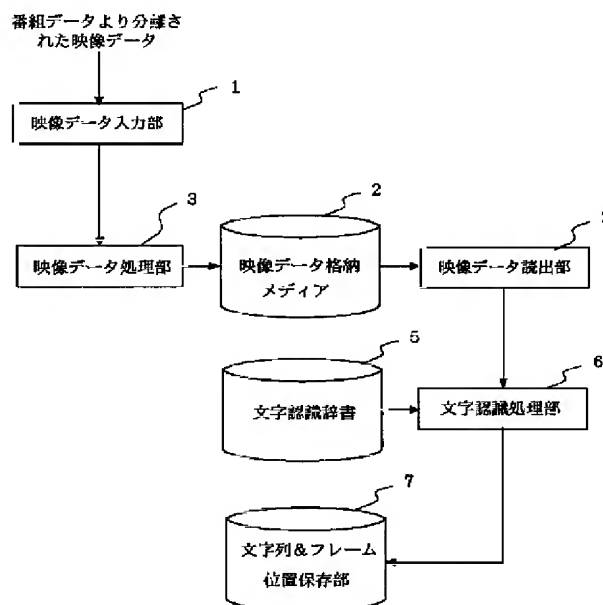 番組データより分離さ
れた映像データ
1
映像データ入力部
3
2
映像データ処理部
映像データ格納
メディア
映像データ読出部
5
6
文字認識辞書
文字認識処理部
7
文字列&フレーム
位置保存部